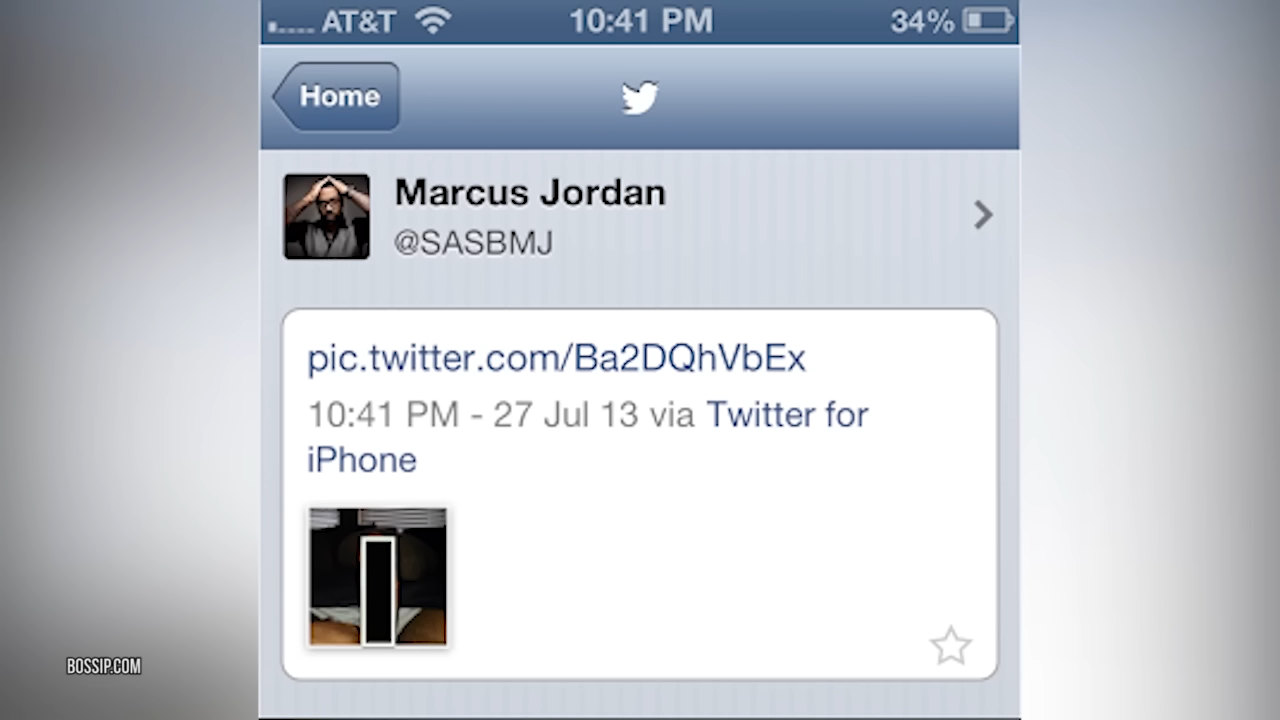 AT&T 10:41 PM 34%
Home
Marcus Jordan
@SASBMJ
pic.twitter.com/Ba2DQhVbEx
10:41 PM - 27 Jul 13 via Twitter for
iPhone
BOSSIP.COM